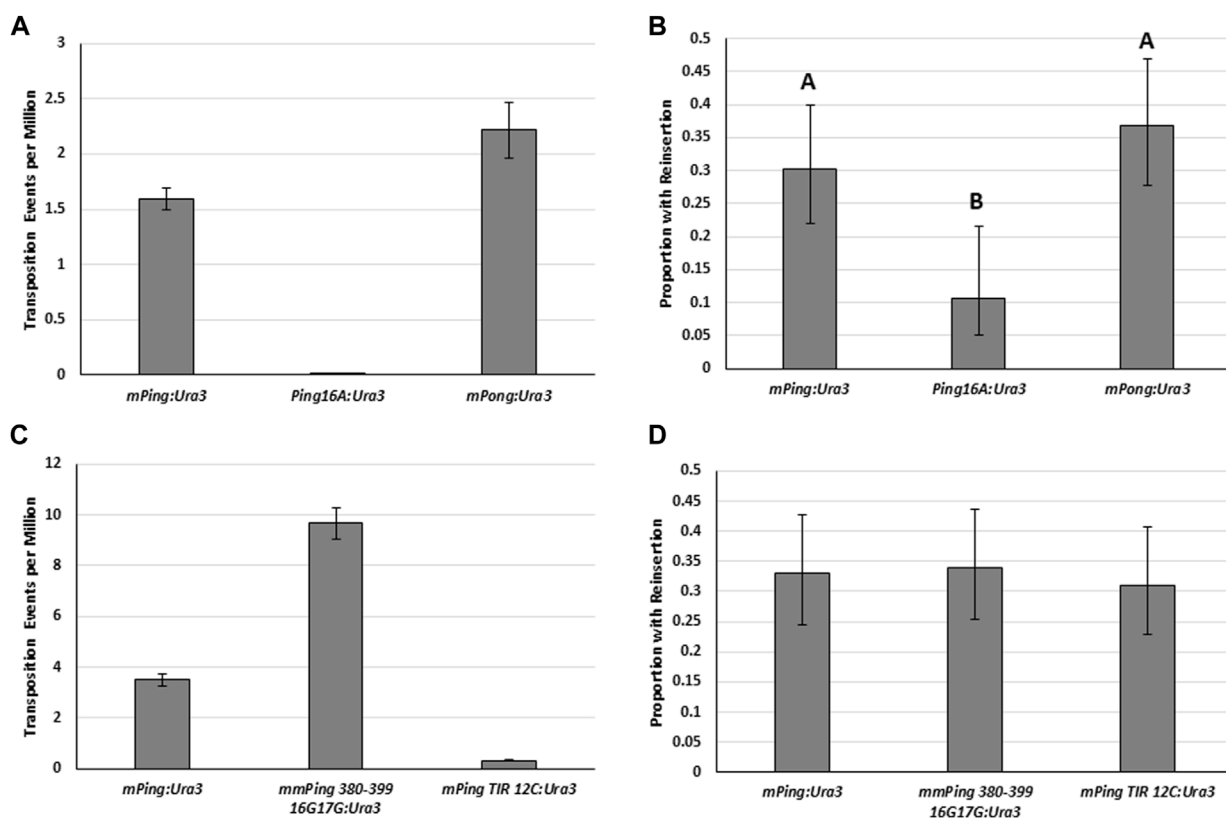 A
Transposition Events per Million
3
2.5
2
1.5
1
0.5
0
mPing:Ura3
Ping16A:Ura3
mPong:Ura3
B
Proportion with Reinsertion
0.5
0.45
0.4
0.35
0.3
0.25
0.2
0.15
0.1
0.05
0
A
B
A
mPing:Ura3
Ping16A:Ura3
mPong:Ura3
C
Transposition Events per Million
12
10
8
6
4
2
0
mPing:Ura3
mmPing 380-399
16G17G:Ura3
mPing TIR 12C:Ura3
D
Proportion with Reinsertion
0.5
0.45
0.4
0.35
0.3
0.25
0.2
0.15
0.1
0.05
0
mPing:Ura3
mmPing 380-399
16G17G:Ura3
mPing TIR 12C:Ura3